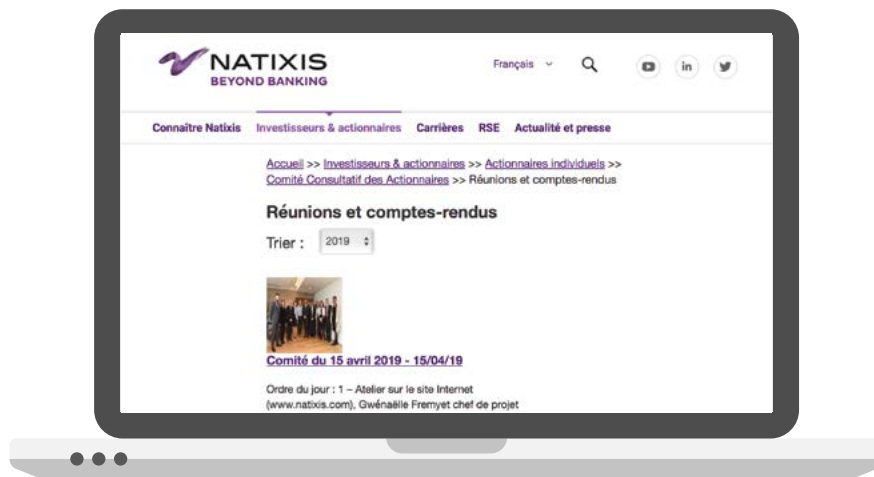 NATIXIS
BEYOND BANKING
Français
in
Connaître Natixis Investisseurs & actionnaires Carrières RSE Actualité et presse
Accueil >> Investisseurs & actionnaires >> Actionnaires individuels >>
Comité Consultatif des Actionnaires >> Réunions et comptes-rendus
Réunions et comptes-rendus
Trier : 2019
Comité du 15 avril 2019 - 15/04/19
Ordre du jour : 1 – Atelier sur le site Internet
(www.natixis.com), Gwénaëlle Fremyet chef de projet